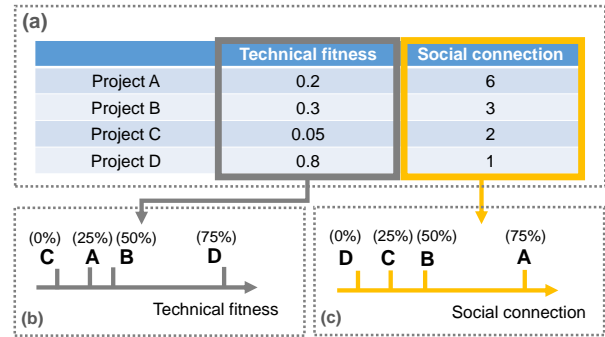 (a)
Technical fitness Social connection
Project A 0.2 6
Project B 0.3 3
Project C 0.05 2
Project D 0.8 1
(0%) (25%) (50%) (75%)
C A B D
Technical fitness
(b)
(0%) (25%) (50%) (75%)
D C B A
Social connection
(c)